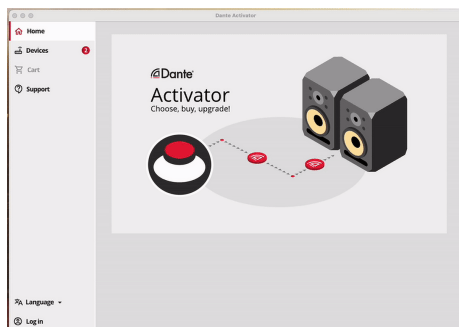 Dante Activator
Home
Devices 2
Cart
Support
Dante
Activator
Choose, buy, upgrade!
Language
Log in